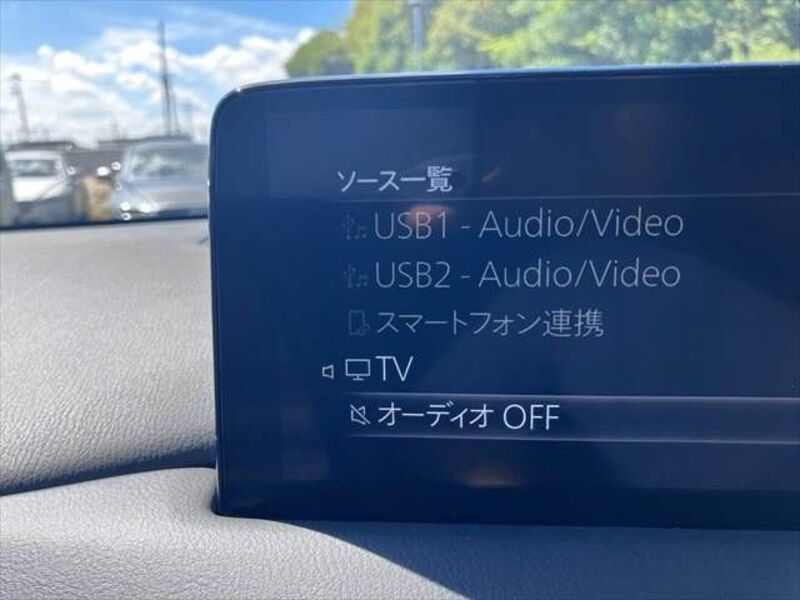 ソース一覧
USB1 - Audio/Video
USB2 - Audio/Video
スマートフォン連携
TV
オーディオ OFF